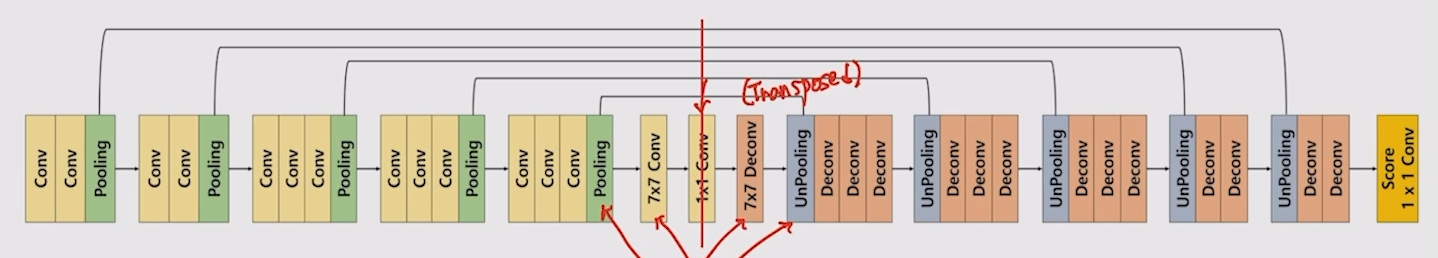 (Transposed)
Conv
Conv
Pooling
Conv
Conv
Pooling
Conv
Conv
Conv
Pooling
Conv
Conv
Conv
Pooling
Conv
Conv
Conv
Pooling
7x7 Conv
1x1 Conv
7x7 Deconv
UnPooling
Deconv
Deconv
Deconv
UnPooling
Deconv
Deconv
Deconv
UnPooling
Deconv
Deconv
Deconv
UnPooling
Deconv
Deconv
UnPooling
Deconv
Deconv
Score
1 x 1 Conv